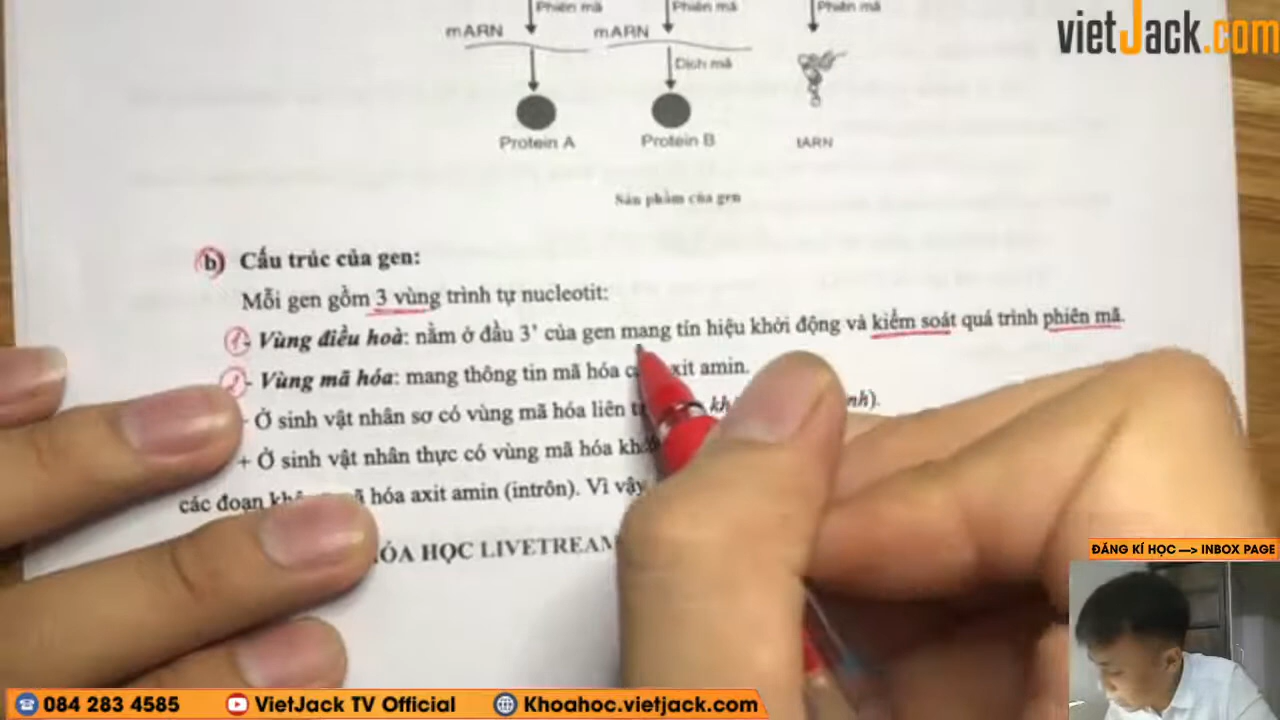 Phiên mã Phiên mã Phiên mã
vietJack.com
mARN mARN
Dịch mã
Protein A Protein B tARN
Sản phẩm của gen
b) Cấu trúc của gen:
Mỗi gen gồm 3 vùng trình tự nucleotit:
1- Vùng điều hoà: nằm ở đầu 3' của gen mang tín hiệu khởi động và kiểm soát quá trình phiên mã.
2- Vùng mã hóa: mang thông tin mã hóa axit amin.
Ở sinh vật nhân sơ có vùng mã hóa liên
+ Ở sinh vật nhân thực có vùng mã hóa
các đoạn hóa axit amin (intrôn). Vì vậy
HỌC LIVETREAM
ĐĂNG KÍ HỌC —> INBOX PAGE
084 283 4585 VietJack TV Official Khoahoc.vietjack.com